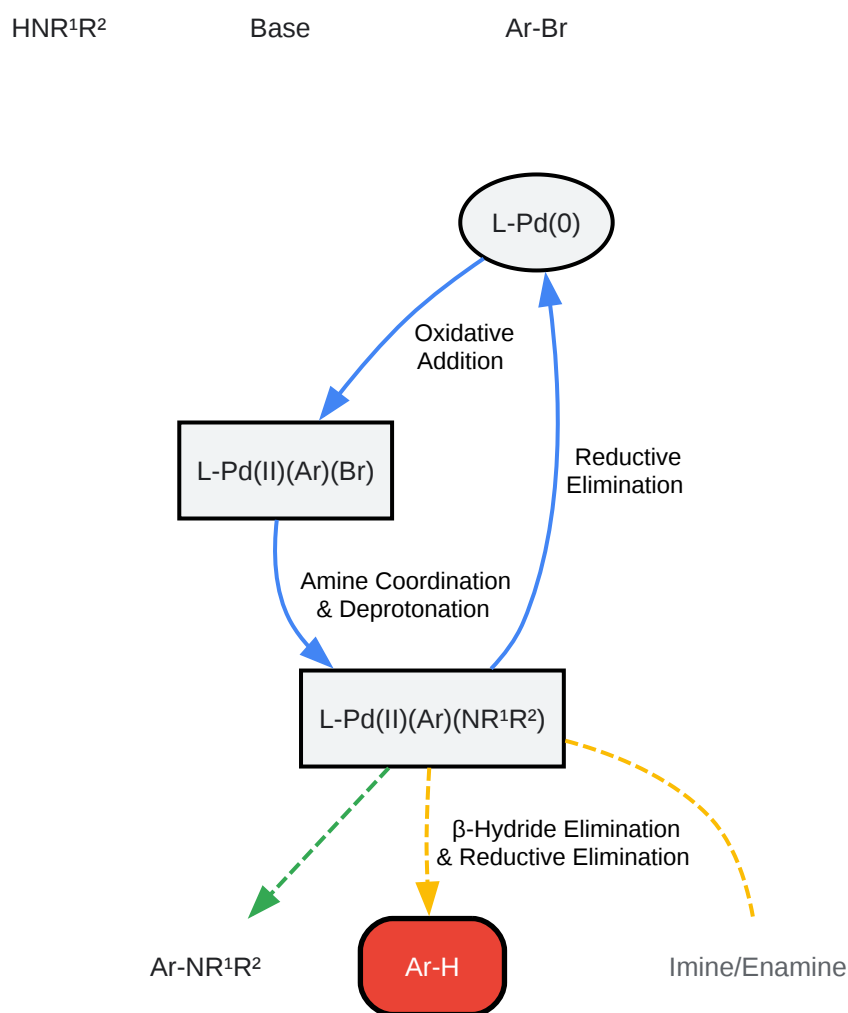 HNR¹R²
Base
Ar-Br
L-Pd(0)
Oxidative
Addition
L-Pd(II)(Ar)(Br)
Reductive
Elimination
Amine Coordination
& Deprotonation
L-Pd(II)(Ar)(NR¹R²)
β-Hydride Elimination
& Reductive Elimination
Ar-NR¹R²
Ar-H
Imine/Enamine